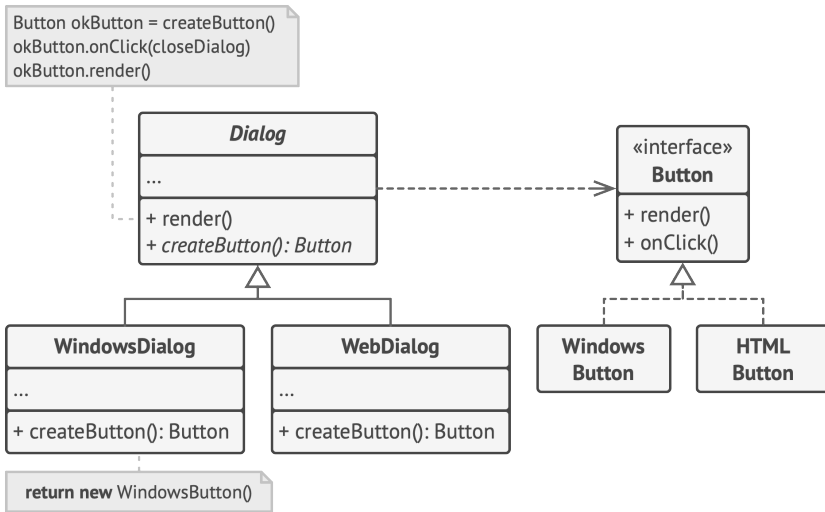 Button okButton = createButton()
okButton.onClick(closeDialog)
okButton.render()
Dialog
...
+ render()
+ createButton(): Button
«interface»
Button
+ render()
+ onClick()
WindowsDialog
...
+ createButton(): Button
WebDialog
...
+ createButton(): Button
Windows
Button
HTML
Button
return new WindowsButton()